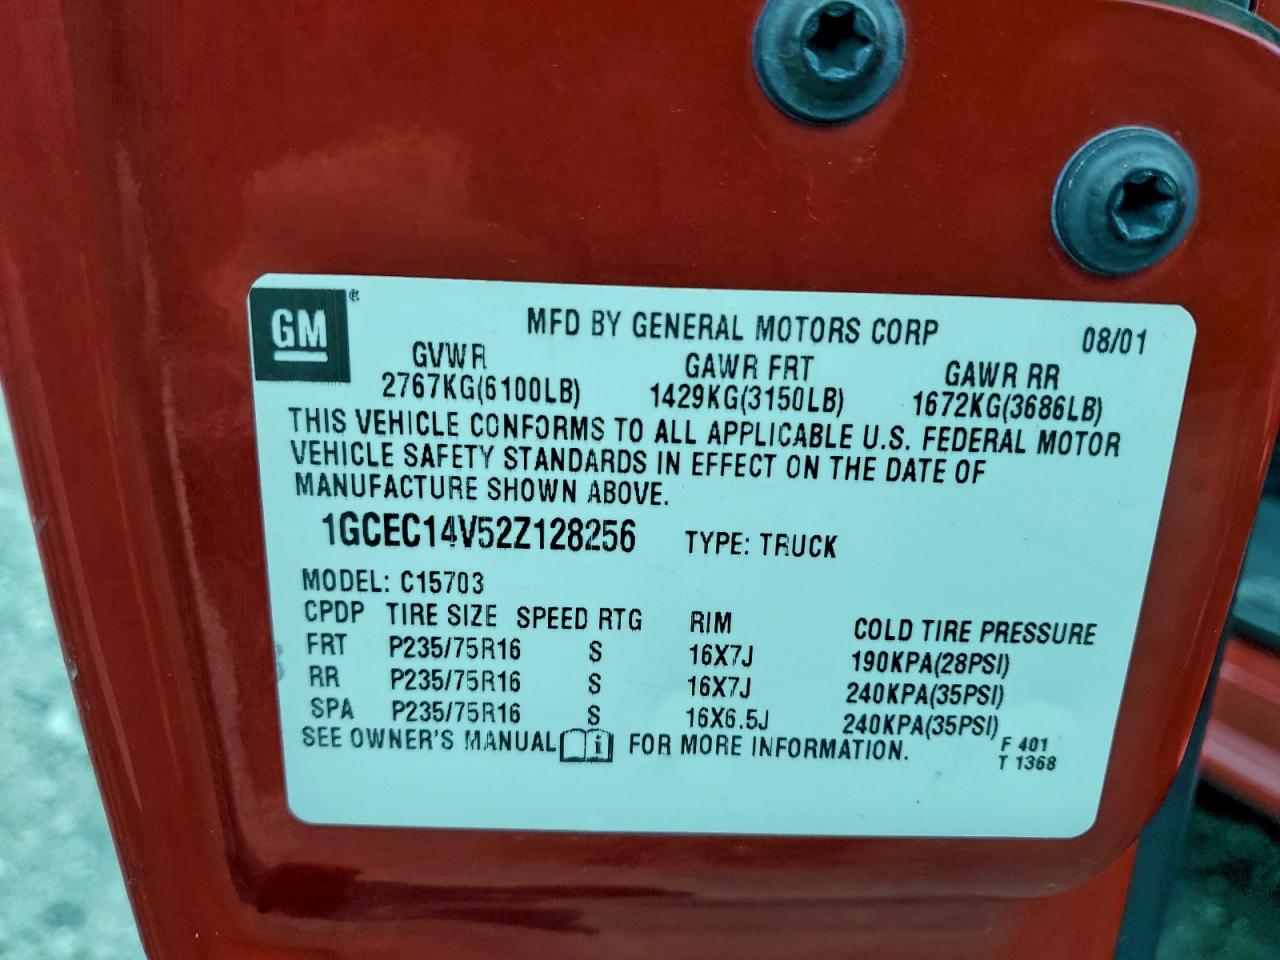 GM
MFD BY GENERAL MOTORS CORP 08/01
GVWR GAWR FRT GAWR RR
2767KG(6100LB) 1429KG(3150LB) 1672KG(3686LB)
THIS VEHICLE CONFORMS TO ALL APPLICABLE U.S. FEDERAL MOTOR
VEHICLE SAFETY STANDARDS IN EFFECT ON THE DATE OF
MANUFACTURE SHOWN ABOVE.
1GCEC14V52Z128256 TYPE: TRUCK
MODEL: C15703
CPDP TIRE SIZE SPEED RTG RIM COLD TIRE PRESSURE
FRT P235/75R16 S 16X7J 190KPA(28PSI)
RR P235/75R16 S 16X7J 240KPA(35PSI)
SPA P235/75R16 S 16X6.5J 240KPA(35PSI)
SEE OWNER'S MANUAL i FOR MORE INFORMATION.
F 401
T 1368